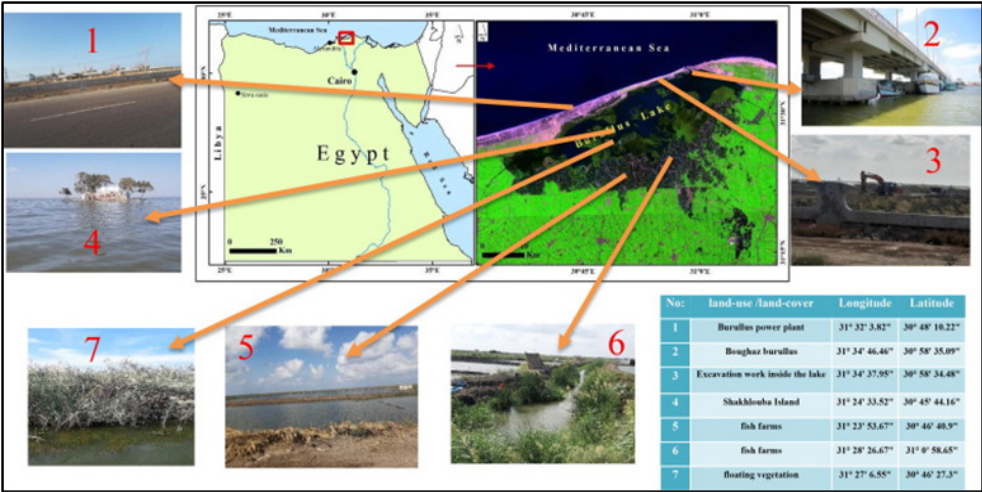 1
2
3
4
5
6
7
Mediterranean Sea
Alexandria
Cairo
Siwa oasis
Libya
Egypt
Red Sea
0 250
Km
25°E 30°E 35°E
Mediterranean Sea
Burullus Lake
30°45'E 31°0'E
Km
No: land-use /land-cover Longitude Latitude
1 Burullus power plant 31° 32' 3.82" 30° 48' 10.22"
2 Boughaz burullus 31° 34' 46.46" 30° 58' 35.09"
3 Excavation work inside the lake 31° 34' 37.95" 30° 58' 34.48"
4 Shakhlouba Island 31° 24' 33.52" 30° 45' 44.16"
5 fish farms 31° 23' 53.67" 30° 46' 40.9"
6 fish farms 31° 28' 26.67" 31° 0' 58.65"
7 floating vegetation 31° 27' 6.55" 30° 46' 27.3"